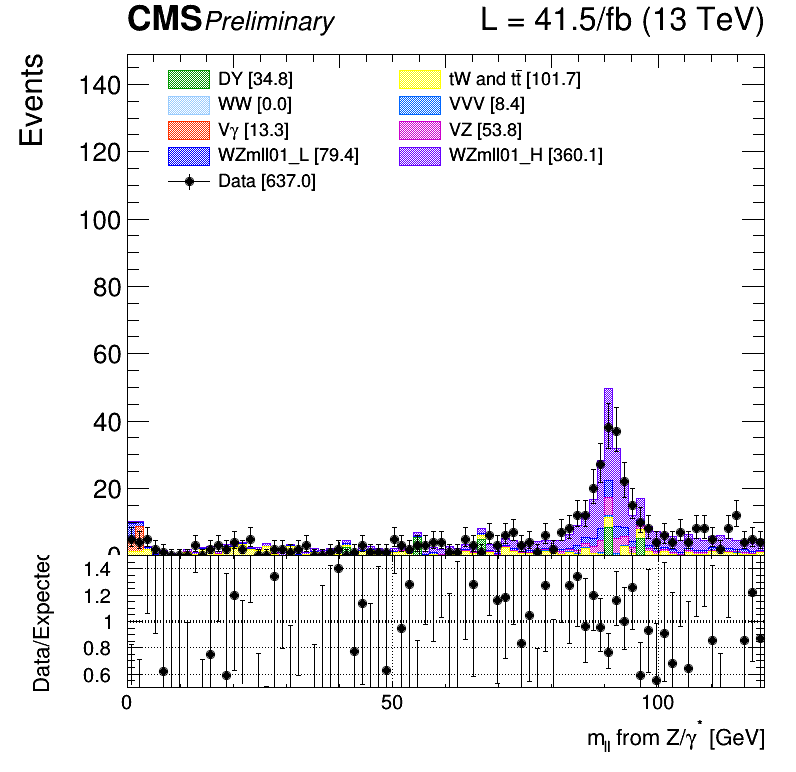 CMS Preliminary L = 41.5/fb (13 TeV)
Events
140
120
100
80
60
40
20
0
DY [34.8]
tW and tt̄ [101.7]
WW [0.0]
VVV [8.4]
Vγ [13.3]
VZ [53.8]
WZmll01_L [79.4]
WZmll01_H [360.1]
Data [637.0]
Data/Expected
1.4
1.2
1
0.8
0.6
0 50 100
m_ll from Z/γ* [GeV]